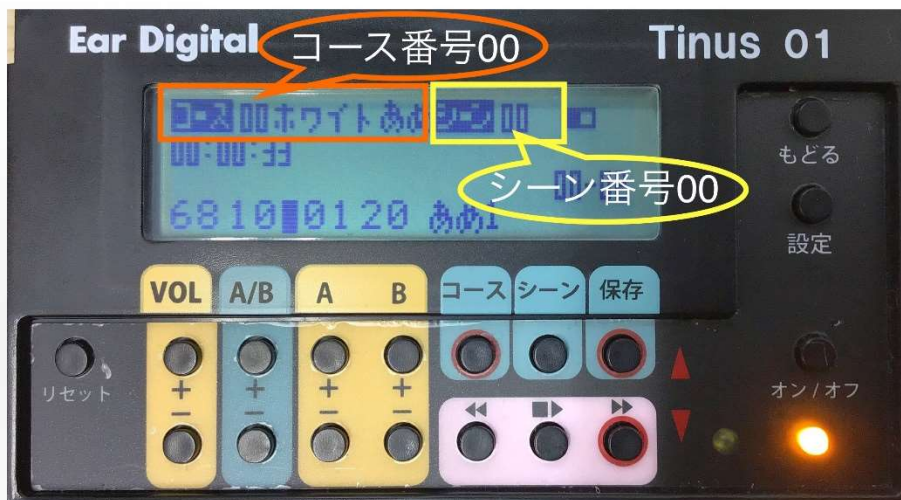 Ear Digital
Tinus 01
コース番号00
コース 00ホワイト ああ
シーン 00
00:00:33
シーン番号00
6810 0120 ああ1
もどる
設定
VOL A/B A B コース シーン 保存
リセット
オン/オフ
+ + + +
− − − −